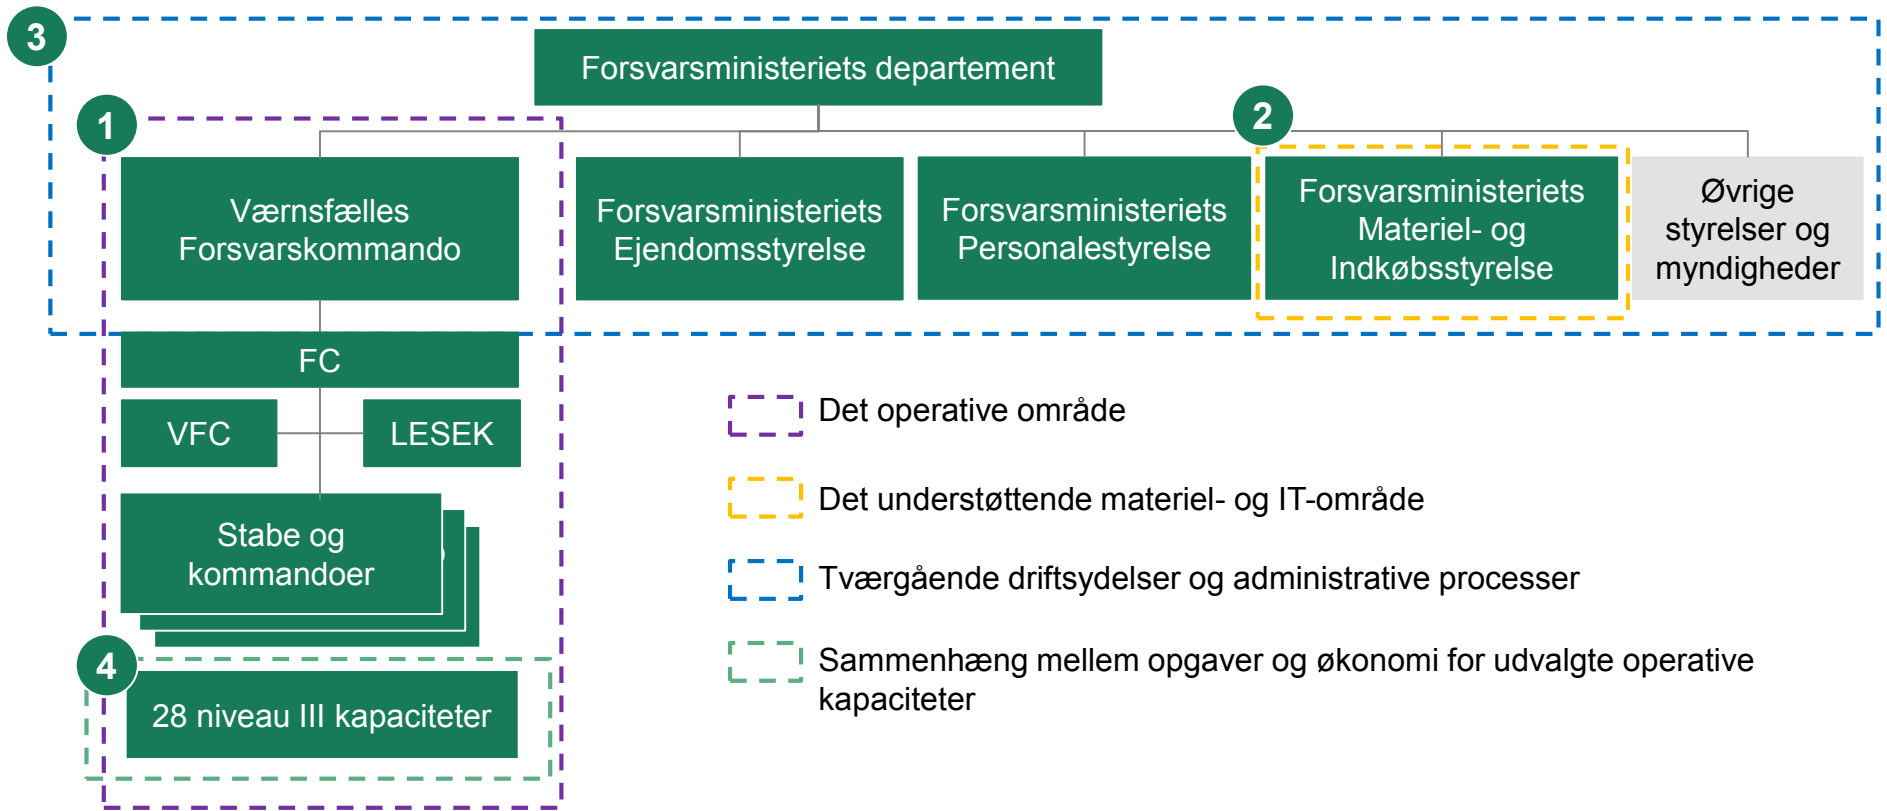 3
Forsvarsministeriets departement
1
2
Værnsfælles
Forsvarskommando
Forsvarsministeriets
Ejendomsstyrelse
Forsvarsministeriets
Personalestyrelse
Forsvarsministeriets
Materiel- og
Indkøbsstyrelse
Øvrige
styrelser og
myndigheder
FC
VFC
LESEK
Stabe og
kommandoer
4
28 niveau III kapaciteter
Det operative område
Det understøttende materiel- og IT-område
Tværgående driftsydelser og administrative processer
Sammenhæng mellem opgaver og økonomi for udvalgte operative
kapaciteter